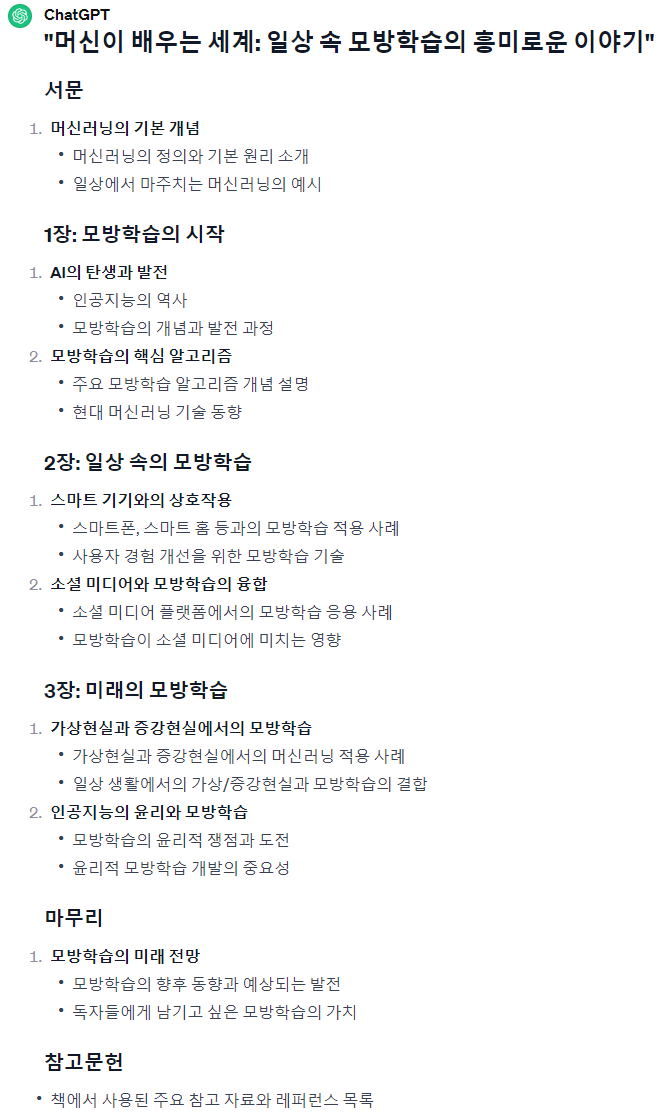 ChatGPT
"머신이 배우는 세계: 일상 속 모방학습의 흥미로운 이야기"
서문
1. 머신러닝의 기본 개념
• 머신러닝의 정의와 기본 원리 소개
• 일상에서 마주치는 머신러닝의 예시
1장: 모방학습의 시작
1. AI의 탄생과 발전
• 인공지능의 역사
• 모방학습의 개념과 발전 과정
2. 모방학습의 핵심 알고리즘
• 주요 모방학습 알고리즘 개념 설명
• 현대 머신러닝 기술 동향
2장: 일상 속의 모방학습
1. 스마트 기기와의 상호작용
• 스마트폰, 스마트 홈 등과의 모방학습 적용 사례
• 사용자 경험 개선을 위한 모방학습 기술
2. 소셜 미디어와 모방학습의 융합
• 소셜 미디어 플랫폼에서의 모방학습 응용 사례
• 모방학습이 소셜 미디어에 미치는 영향
3장: 미래의 모방학습
1. 가상현실과 증강현실에서의 모방학습
• 가상현실과 증강현실에서의 머신러닝 적용 사례
• 일상 생활에서의 가상/증강현실과 모방학습의 결합
2. 인공지능의 윤리와 모방학습
• 모방학습의 윤리적 쟁점과 도전
• 윤리적 모방학습 개발의 중요성
마무리
1. 모방학습의 미래 전망
• 모방학습의 향후 동향과 예상되는 발전
• 독자들에게 남기고 싶은 모방학습의 가치
참고문헌
• 책에서 사용된 주요 참고 자료와 레퍼런스 목록